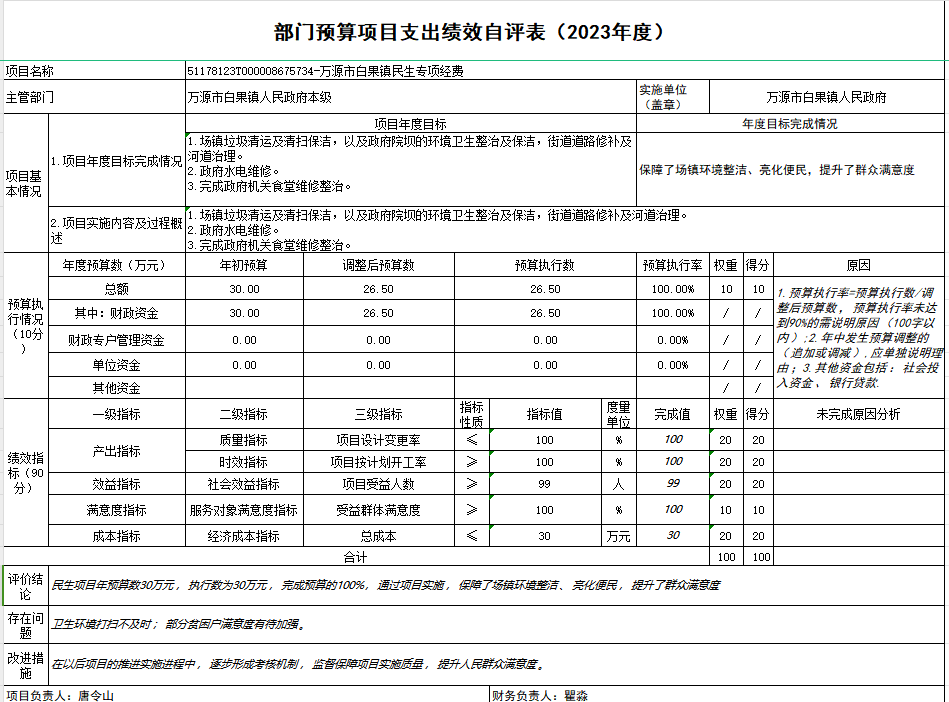 部门预算项目支出绩效自评表（2023年度）
项目名称 51178123T000008675734-万源市白果镇民生专项经费
主管部门 万源市白果镇人民政府本级 实施单位（盖章） 万源市白果镇人民政府
项目基本情况 1.项目年度目标完成情况 项目年度目标 年度目标完成情况
1.场镇垃圾清运及清扫保洁，以及政府院坝的环境卫生整治及保洁，街道道路修补及
河道治理。
2.政府水电维修。
3.完成政府机关食堂维修整治。
保障了场镇环境整洁、亮化便民，提升了群众满意度
2.项目实施内容及过程概述
1.场镇垃圾清运及清扫保洁，以及政府院坝的环境卫生整治及保洁，街道道路修补及河道治理。
2.政府水电维修。
3.完成政府机关食堂维修整治。
预算执行情况（10分） 年度预算数（万元） 年初预算 调整后预算数 预算执行数 预算执行率 权重 得分 原因
总额 30.00 26.50 26.50 100.00% 10 10
其中：财政资金 30.00 26.50 26.50 100.00% / /
财政专户管理资金 0.00 0.00 0.00 0.00% / /
单位资金 0.00 0.00 0.00 0.00% / /
其他资金 / /
1.预算执行率=预算执行数/调
整后预算数，预算执行率未达
到90%的需说明原因（100字以
内）;2.年中发生预算调整的
（追加或调减）,应单独说明理
由；3.其他资金包括：社会投
入资金、银行贷款.
绩效指标（90分） 一级指标 二级指标 三级指标 指标性质 指标值 度量单位 完成值 权重 得分 未完成原因分析
产出指标 质量指标 项目设计变更率 ≤ 100 % 100 20 20
时效指标 项目按计划开工率 ≥ 100 % 100 20 20
效益指标 社会效益指标 项目受益人数 ≥ 99 人 99 20 20
满意度指标 服务对象满意度指标 受益群体满意度 ≥ 100 % 100 10 10
成本指标 经济成本指标 总成本 ≤ 30 万元 30 20 20
合计 100 100
评价结论 民生项目年预算数30万元，执行数为30万元，完成预算的100%，通过项目实施，保障了场镇环境整洁、亮化便民，提升了群众满意度
存在问题 卫生环境打扫不及时；部分贫困户满意度有待加强。
改进措施 在以后项目的推进实施进程中，逐步形成考核机制，监督保障项目实施质量，提升人民群众满意度。
项目负责人：唐令山 财务负责人：瞿淼